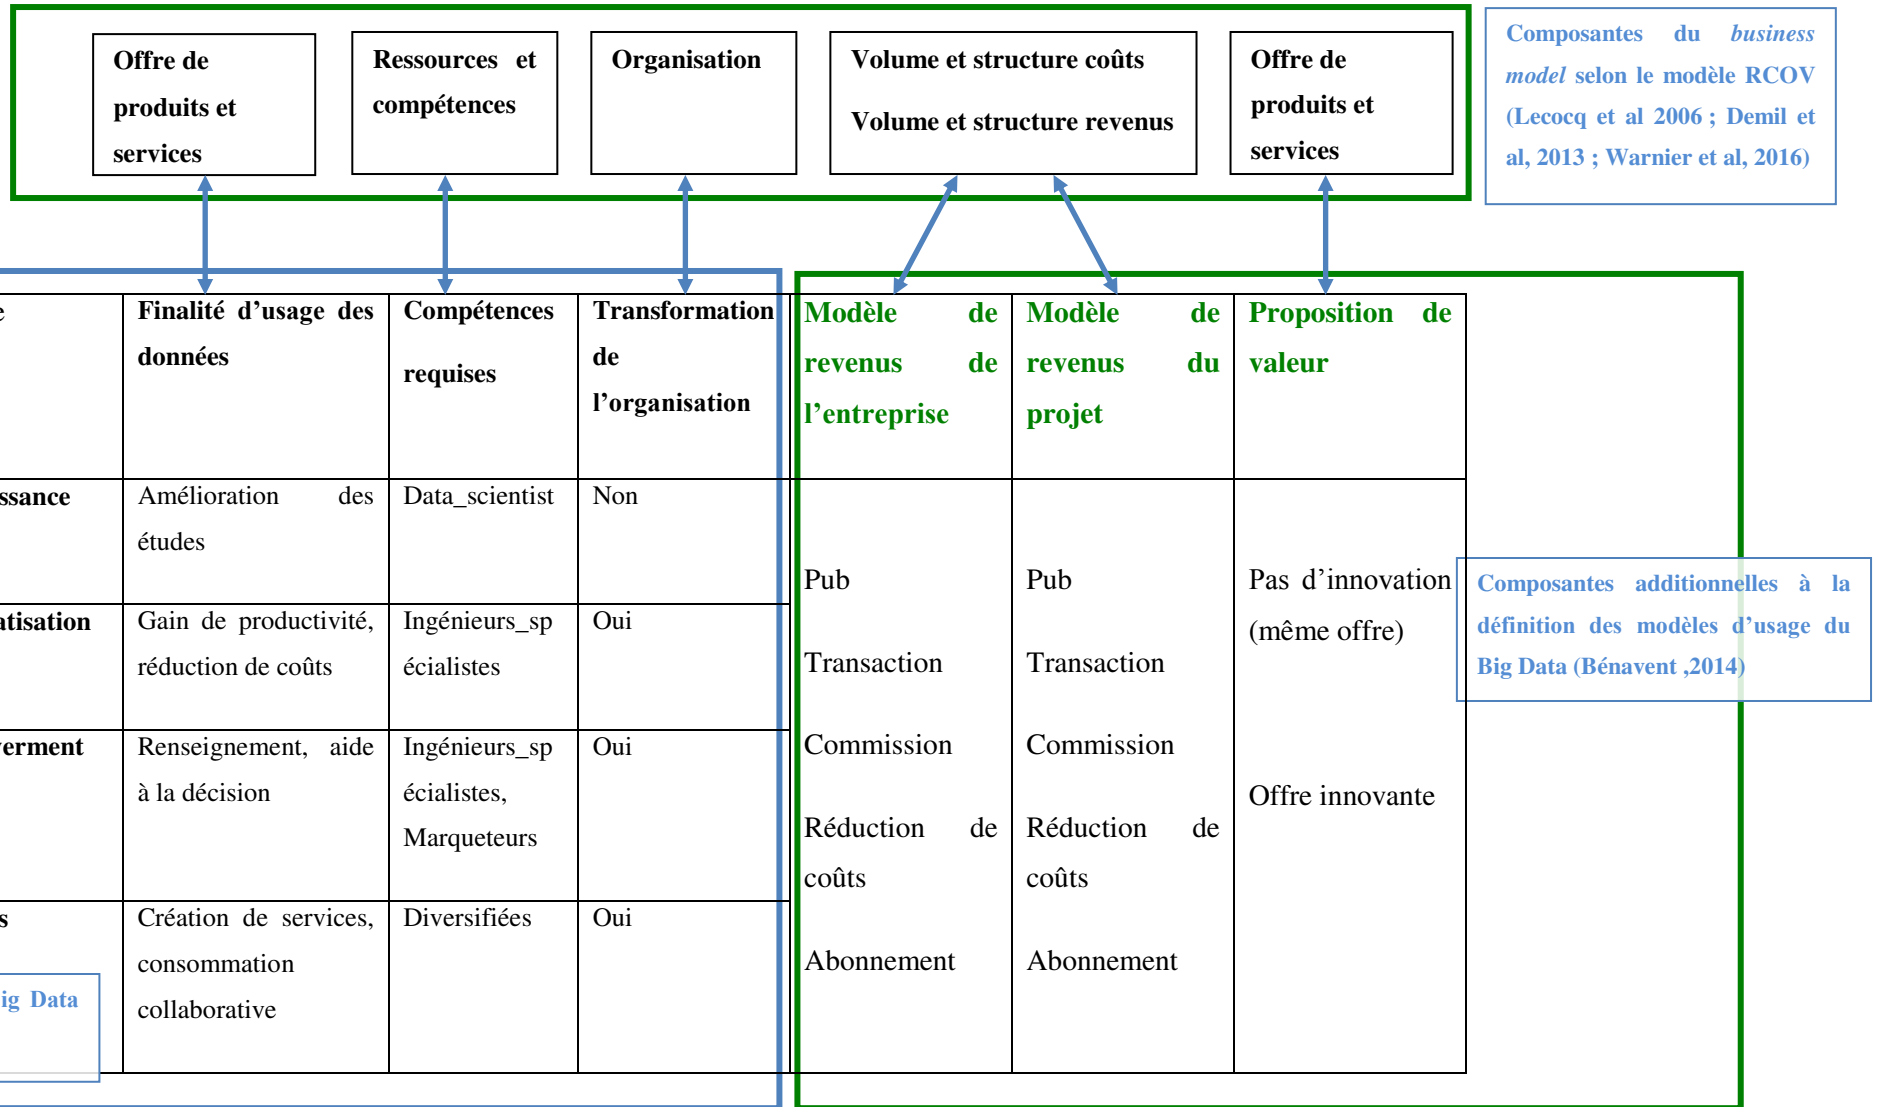 Offre de
produits et
services
Ressources et
compétences
Organisation
Volume et structure coûts
Volume et structure revenus
Offre de
produits et
services
Composantes du business
model selon le modèle RCOV
(Lecocq et al 2006 ; Demil et
al, 2013 ; Warnier et al, 2016)
e
Finalité d’usage des
données
Compétences
requises
Transformation
de
l’organisation
Modèle de
revenus de
l’entreprise
Modèle de
revenus du
projet
Proposition de
valeur
ssance
Amélioration des
études
Data_scientist
Non
atisation
Gain de productivité,
réduction de coûts
Ingénieurs_sp
écialistes
Oui
verment
Renseignement, aide
à la décision
Ingénieurs_sp
écialistes,
Marqueteurs
Oui
s
Création de services,
consommation
collaborative
Diversifiées
Oui
Pub
Transaction
Commission
Réduction de
coûts
Abonnement
Pub
Transaction
Commission
Réduction de
coûts
Abonnement
Pas d’innovation
(même offre)
Offre innovante
Composantes additionnelles à la
définition des modèles d’usage du
Big Data (Bénavent ,2014)
ig Data